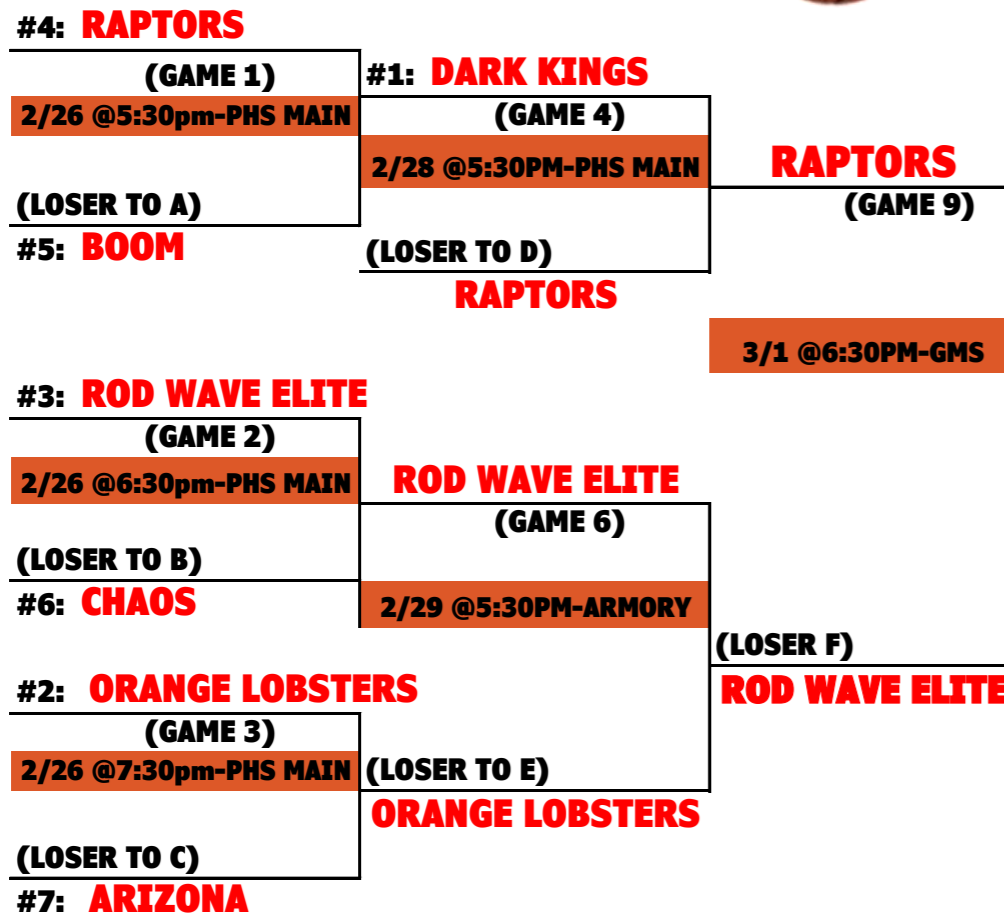 #4: RAPTORS
(GAME 1)
2/26 @5:30pm-PHS MAIN
(LOSER TO A)
#5: BOOM
#1: DARK KINGS
(GAME 4)
2/28 @5:30PM-PHS MAIN
(LOSER TO D)
RAPTORS
RAPTORS
(GAME 9)
3/1 @6:30PM-GMS
#3: ROD WAVE ELITE
(GAME 2)
2/26 @6:30pm-PHS MAIN
(LOSER TO B)
#6: CHAOS
ROD WAVE ELITE
(GAME 6)
2/29 @5:30PM-ARMORY
(LOSER F)
ROD WAVE ELITE
#2: ORANGE LOBSTERS
(GAME 3)
2/26 @7:30pm-PHS MAIN
(LOSER TO E)
ORANGE LOBSTERS
(LOSER TO C)
#7: ARIZONA